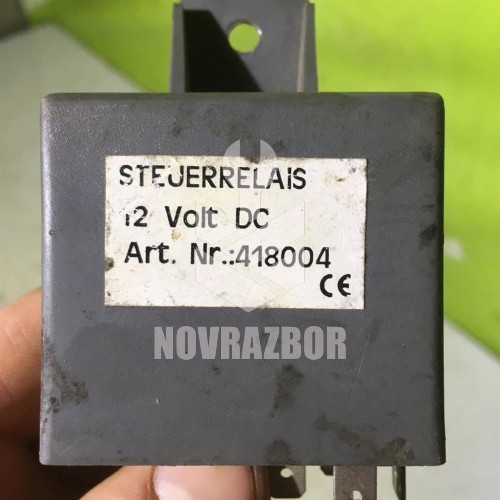 STEUERRELAIS
12 Volt DC
Art. Nr.:418004
CE
NOVRAZBOR